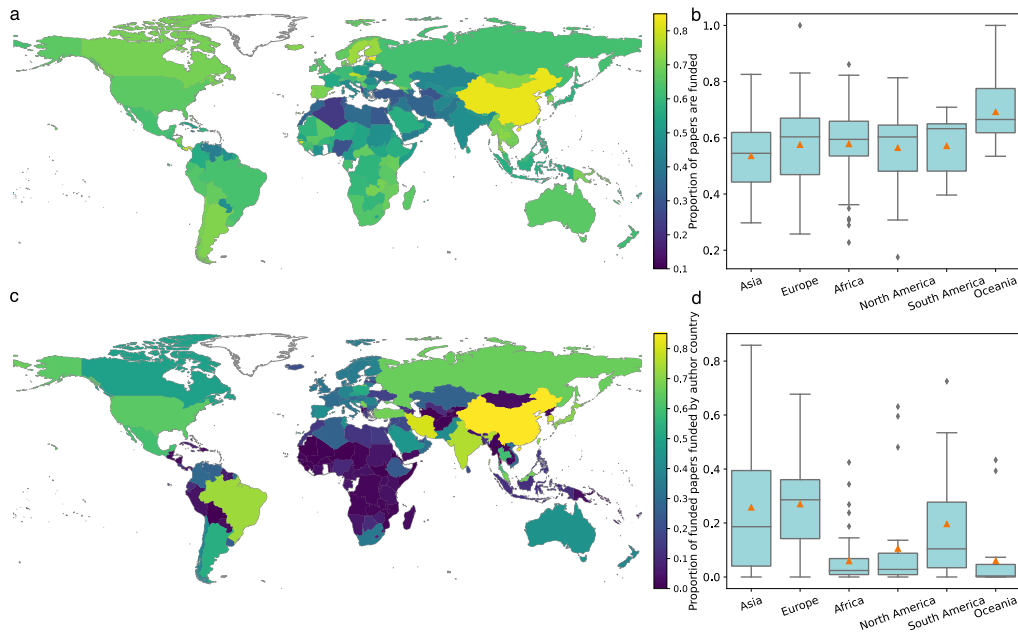 a
0.8
0.7
0.6
0.5
0.4
0.3
0.2
0.1
b
Proportion of papers are funded
1.0
0.8
0.6
0.4
0.2
Asia
Europe
Africa
North America
South America
Oceania
c
0.8
0.7
0.6
0.5
0.4
0.3
0.2
0.1
0.0
d
Proportion of funded papers funded by author country
0.8
0.6
0.4
0.2
0.0
Asia
Europe
Africa
North America
South America
Oceania